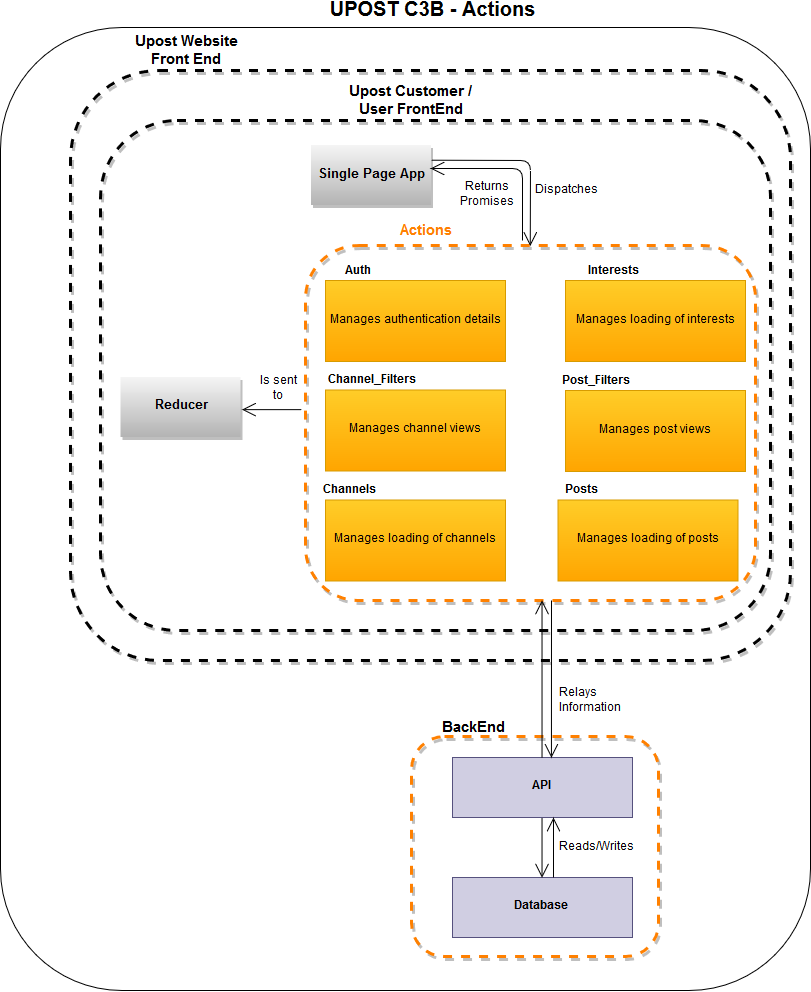 UPOST C3B - Actions
Upost Website
Front End
Upost Customer /
User FrontEnd
Single Page App
Returns
Promises
Dispatches
Actions
Auth
Interests
Manages authentication details
Manages loading of interests
Is sent
to
Channel_Filters
Post_Filters
Reducer
Manages channel views
Manages post views
Channels
Posts
Manages loading of channels
Manages loading of posts
Relays
Information
BackEnd
API
Reads/Writes
Database